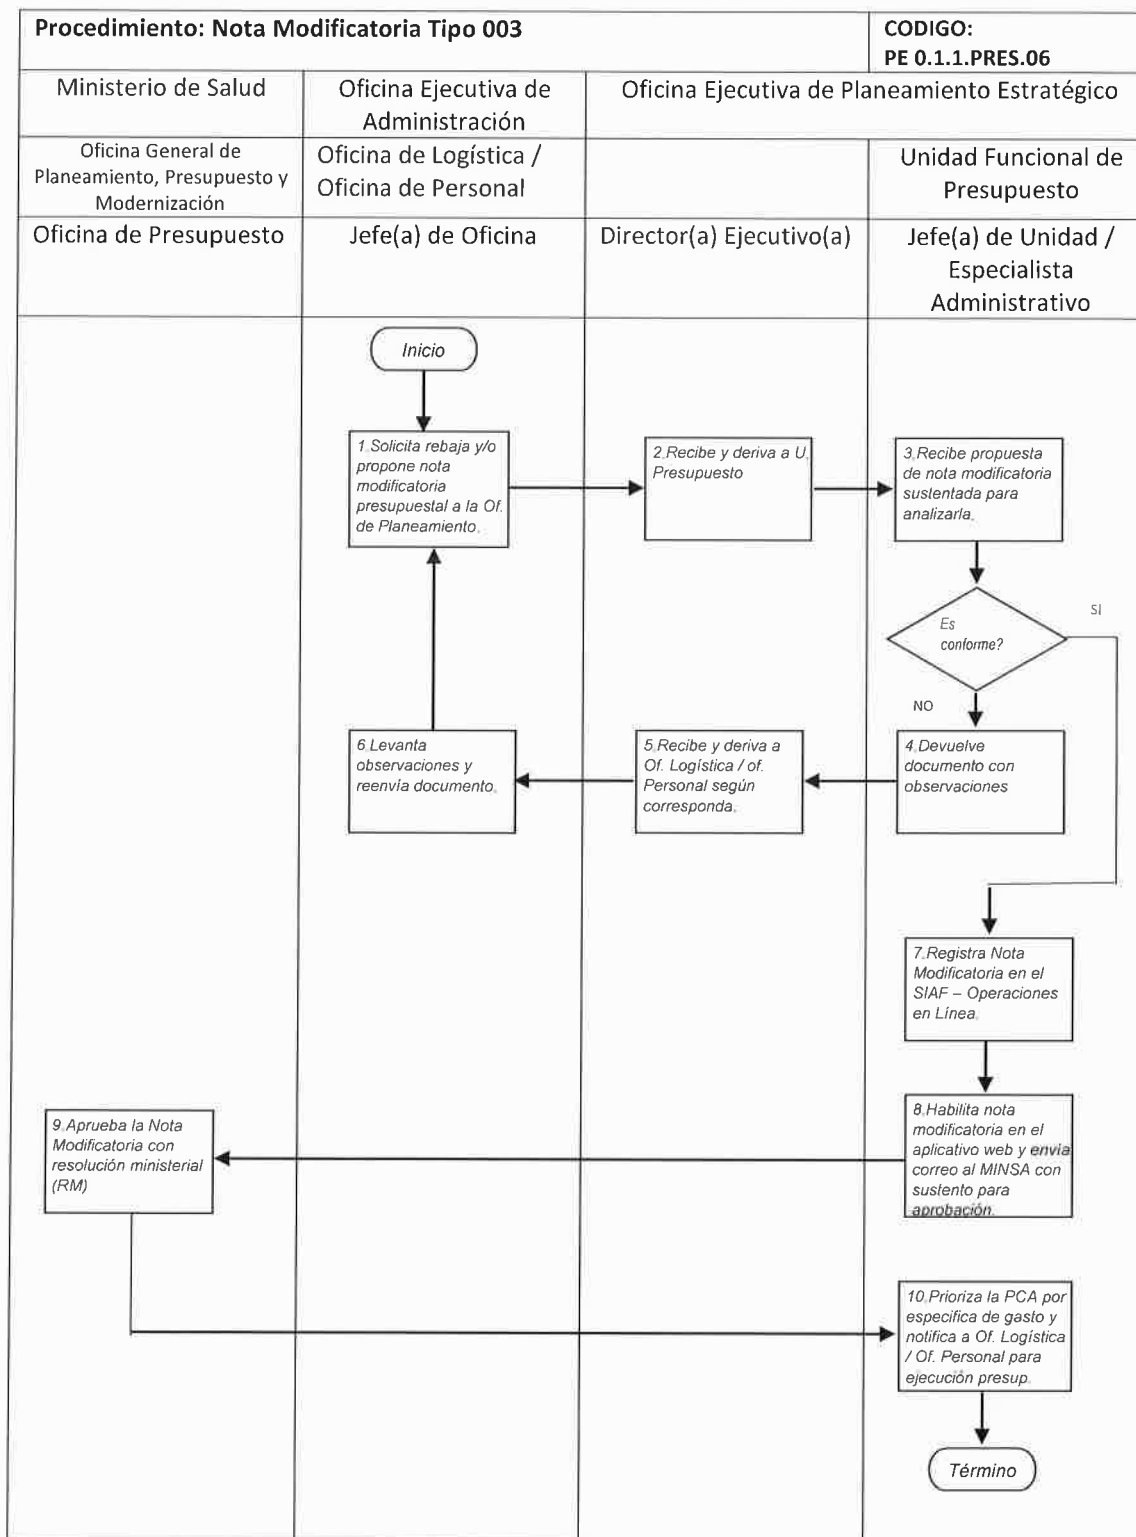 Procedimiento: Nota Modificatoria Tipo 003
CODIGO:
PE 0.1.1.PRES.06
Ministerio de Salud
Oficina Ejecutiva de
Administración
Oficina Ejecutiva de Planeamiento Estratégico
Oficina General de
Planeamiento, Presupuesto y
Modernización
Oficina de Logística /
Oficina de Personal
Unidad Funcional de
Presupuesto
Oficina de Presupuesto
Jefe(a) de Oficina
Director(a) Ejecutivo(a)
Jefe(a) de Unidad /
Especialista
Administrativo
Inicio
1.Solicita rebaja y/o
propone nota
modificatoria
presupuestal a la Of.
de Planeamiento.
2.Recibe y deriva a U.
Presupuesto
3.Recibe propuesta
de nota modificatoria
sustentada para
analizarla.
Es
conforme?
SI
NO
6.Levanta
observaciones y
reenvía documento.
5.Recibe y deriva a
Of. Logística / of.
Personal según
corresponda.
4.Devuelve
documento con
observaciones
7.Registra Nota
Modificatoria en el
SIAF – Operaciones
en Línea.
9.Aprueba la Nota
Modificatoria con
resolución ministerial
(RM)
8.Habilita nota
modificatoria en el
aplicativo web y envia
correo al MINSA con
sustento para
aprobación.
10.Prioriza la PCA por
especifica de gasto y
notifica a Of. Logística
/ Of. Personal para
ejecución presup.
Término